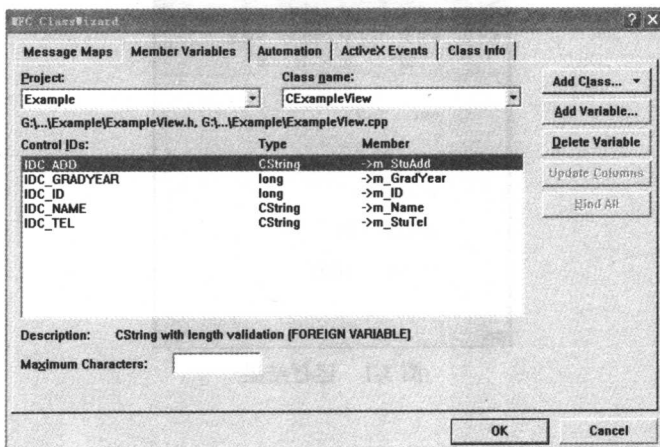 MFC ClassWizard
Message Maps Member Variables Automation ActiveX Events Class Info
Project: Class name:
Example CExampleView
Add Class...
G:\...\Example\ExampleView.h, G:\...\Example\ExampleView.cpp
Add Variable...
Control IDs: Type Member
Delete Variable
IDC_ADD CString ->m_StuAdd
IDC_GRADYEAR long ->m_GradYear
Update Columns
IDC_ID long ->m_ID
IDC_NAME CString ->m_Name
Bind All
IDC_TEL CString ->m_StuTel
Description: CString with length validation (FOREIGN VARIABLE)
Maximum Characters:
OK Cancel